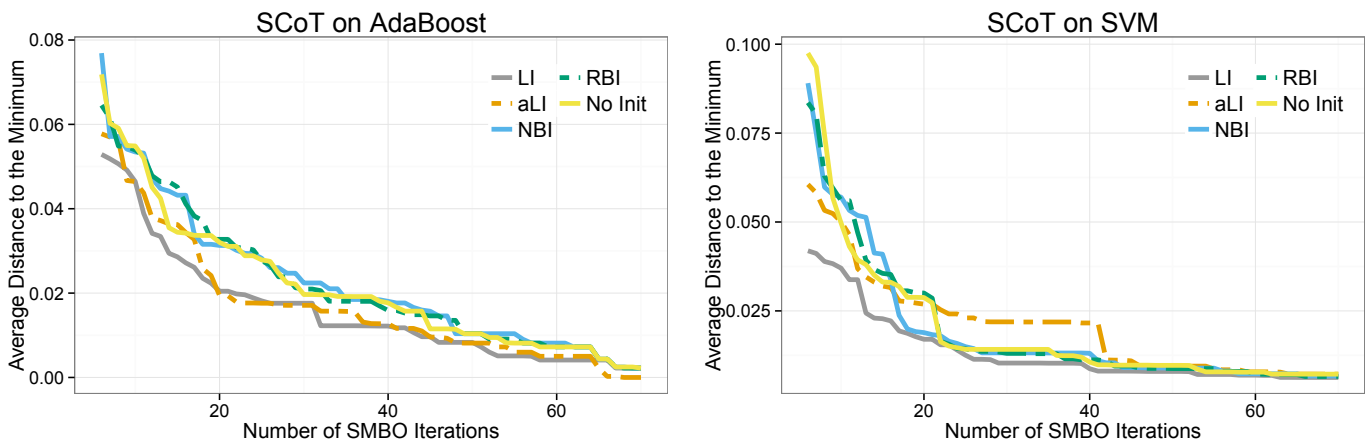 SCoT on AdaBoost
Average Distance to the Minimum
0.08
0.06
0.04
0.02
0.00
LI RBI
aLI No Init
NBI
20 40 60
Number of SMBO Iterations
SCoT on SVM
Average Distance to the Minimum
0.100
0.075
0.050
0.025
LI RBI
aLI No Init
NBI
20 40 60
Number of SMBO Iterations